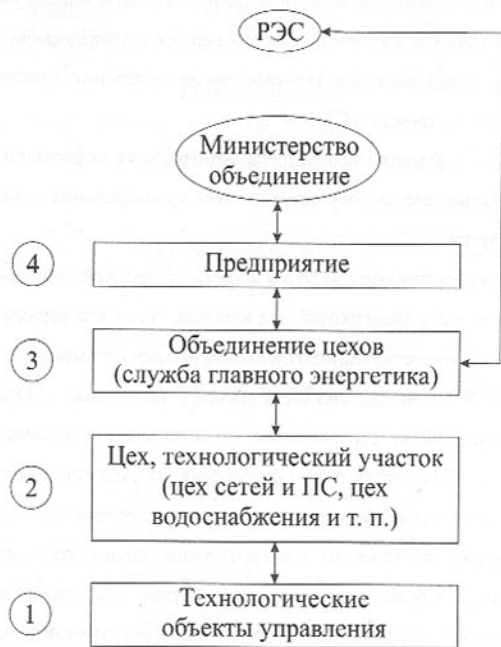 РЭС
Министерство
объединение
4
Предприятие
3
Объединение цехов
(служба главного энергетика)
2
Цех, технологический участок
(цех сетей и ПС, цех
водоснабжения и т. п.)
1
Технологические
объекты управления